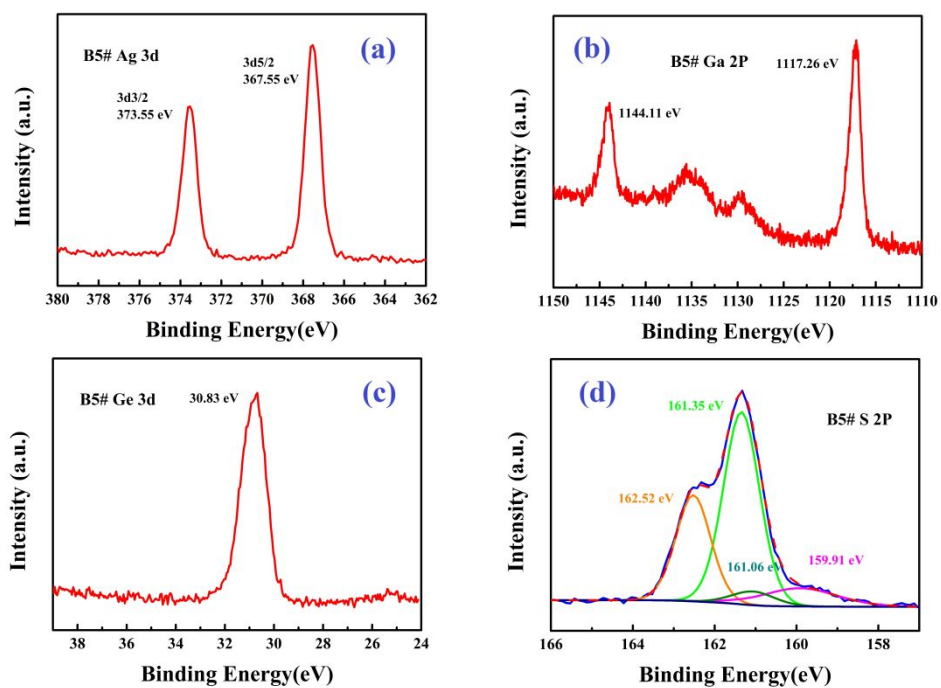 B5# Ag 3d
(a)
3d5/2
367.55 eV
3d3/2
373.55 eV
Intensity (a.u.)
380 378 376 374 372 370 368 366 364 362
Binding Energy(eV)
(b)
B5# Ga 2P
1117.26 eV
1144.11 eV
Intensity (a.u.)
1150 1145 1140 1135 1130 1125 1120 1115 1110
Binding Energy(eV)
B5# Ge 3d
30.83 eV
(c)
Intensity (a.u.)
38 36 34 32 30 28 26 24
Binding Energy(eV)
(d)
161.35 eV
B5# S 2P
162.52 eV
161.06 eV
159.91 eV
Intensity (a.u.)
166 164 162 160 158
Binding Energy(eV)